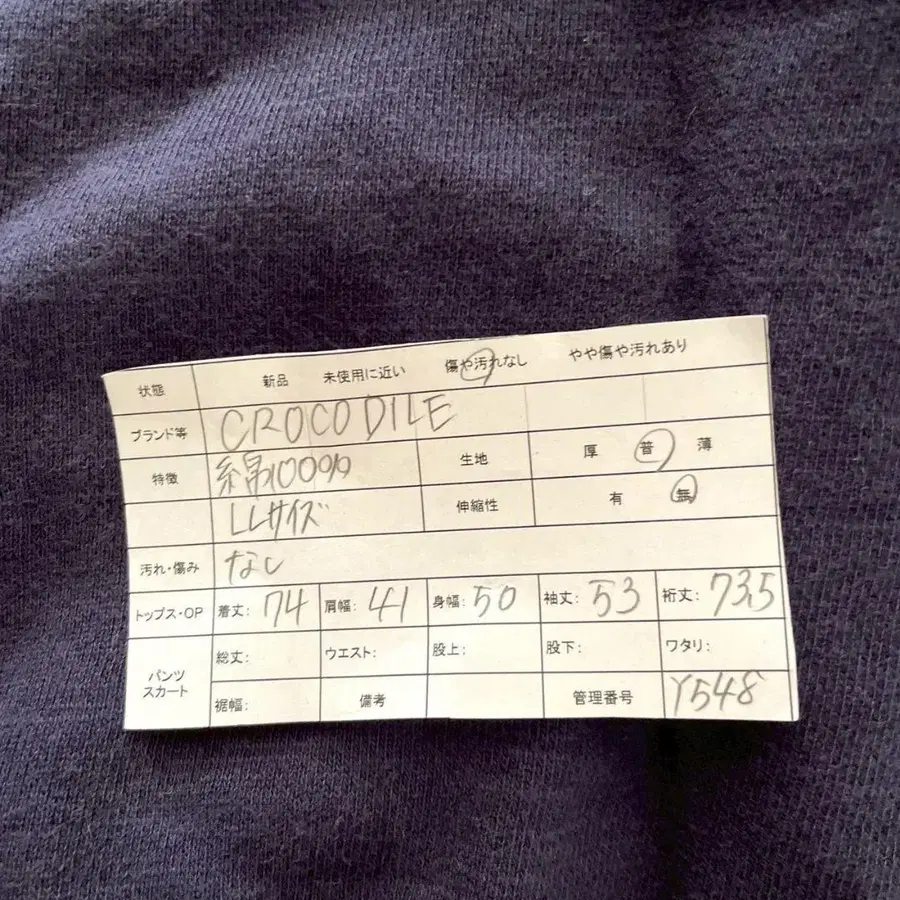 状態 新品 未使用に近い 傷や汚れなし やや傷や汚れあり
ブランド等 CROCODILE
特徴 綿100% 生地 厚 普 薄
LLサイズ 伸縮性 有 無
汚れ・傷み なし
トップス・OP 着丈: 74 肩幅: 41 身幅: 50 袖丈: 53 裄丈: 73.5
パンツ スカート 総丈: ウエスト: 股上: 股下: ワタリ:
裾幅: 備考 管理番号 Y548